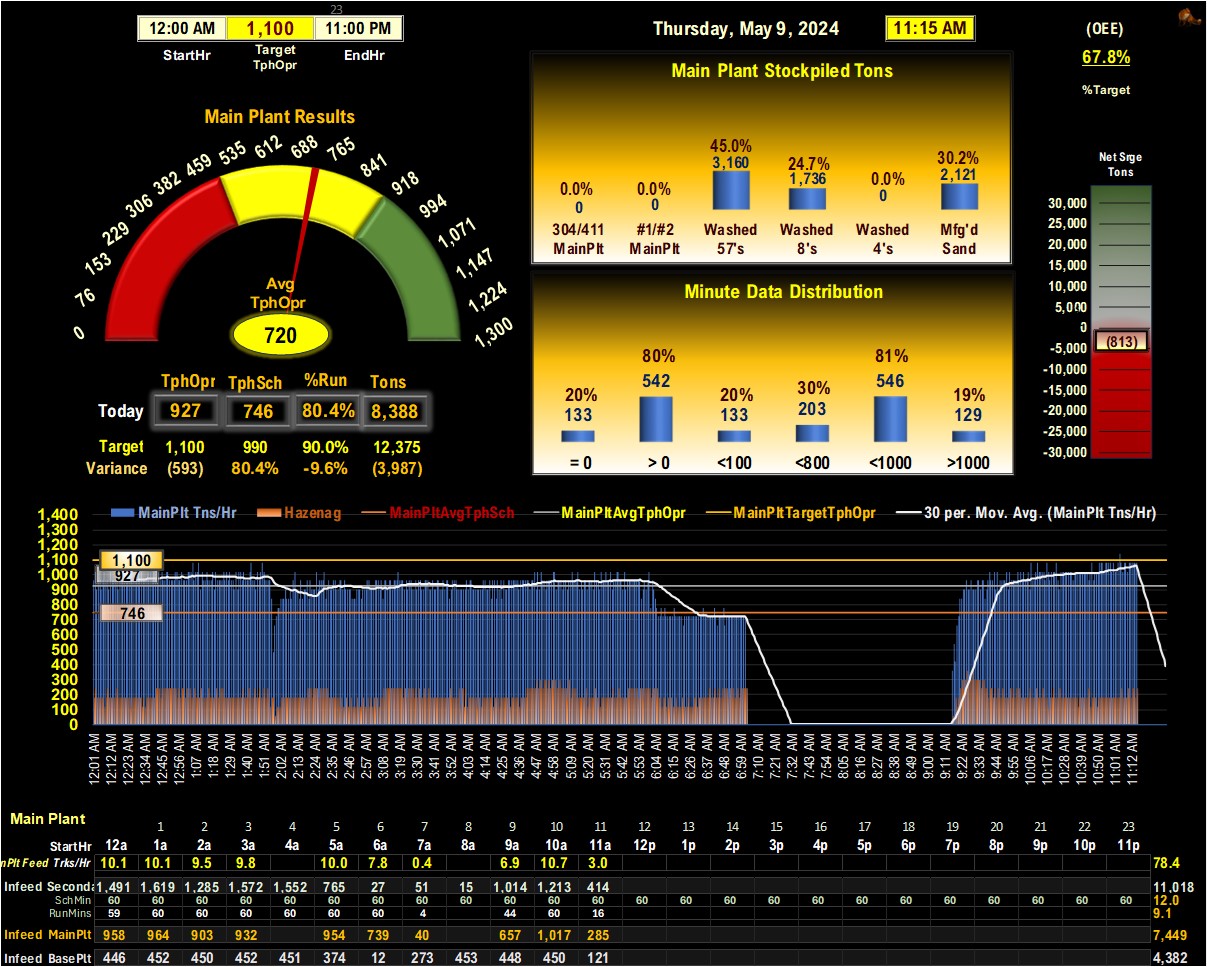 23
12:00 AM 1,100 11:00 PM
StartHr Target TphOpr EndHr
Thursday, May 9, 2024 11:15 AM
(OEE)
67.8%
%Target
Main Plant Results
0 76 153 229 306 382 459 535 612 688 765 841 918 994 1,071 1,147 1,224 1,300
Avg
TphOpr
720
TphOpr TphSch %Run Tons
Today 927 746 80.4% 8,388
Target 1,100 990 90.0% 12,375
Variance (593) 80.4% -9.6% (3,987)
Main Plant Stockpiled Tons
45.0% 24.7% 30.2%
3,160 1,736 2,121
0.0% 0.0% 0.0%
0 0 0
304/411 #1/#2 Washed Washed Washed Mfg'd
MainPlt MainPlt 57's 8's 4's Sand
Minute Data Distribution
20% 80% 20% 30% 81% 19%
133 542 133 203 546 129
= 0 > 0 <100 <800 <1000 >1000
Net Srge
Tons
30,000
25,000
20,000
15,000
10,000
5,000
0
(813)
-5,000
-10,000
-15,000
-20,000
-25,000
-30,000
MainPlt Tns/Hr Hazenag MainPltAvgTphSch MainPltAvgTphOpr MainPltTargetTphOpr 30 per. Mov. Avg. (MainPlt Tns/Hr)
1,400
1,300
1,200
1,100
1,000
900
800
700
600
500
400
300
200
100
0
1,100
927
746
12:01 AM 12:12 AM 12:23 AM 12:34 AM 12:45 AM 12:56 AM 1:07 AM 1:18 AM 1:29 AM 1:40 AM 1:51 AM 2:02 AM 2:13 AM 2:24 AM 2:35 AM 2:46 AM 2:57 AM 3:08 AM 3:19 AM 3:30 AM 3:41 AM 3:52 AM 4:03 AM 4:14 AM 4:25 AM 4:36 AM 4:47 AM 4:58 AM 5:09 AM 5:20 AM 5:31 AM 5:42 AM 5:53 AM 6:04 AM 6:15 AM 6:26 AM 6:37 AM 6:48 AM 6:59 AM 7:10 AM 7:21 AM 7:32 AM 7:43 AM 7:54 AM 8:05 AM 8:16 AM 8:27 AM 8:38 AM 8:49 AM 9:00 AM 9:11 AM 9:22 AM 9:33 AM 9:44 AM 9:55 AM 10:06 AM 10:17 AM 10:28 AM 10:39 AM 10:50 AM 11:01 AM 11:12 AM
Main Plant
1 2 3 4 5 6 7 8 9 10 11 12 13 14 15 16 17 18 19 20 21 22 23
StartHr 12a 1a 2a 3a 4a 5a 6a 7a 8a 9a 10a 11a 12p 1p 2p 3p 4p 5p 6p 7p 8p 9p 10p 11p
nPlt Feed Trks/Hr 10.1 10.1 9.5 9.8 10.0 7.8 0.4 6.9 10.7 3.0 78.4
Infeed Seconda 1,491 1,619 1,285 1,572 1,552 765 27 51 15 1,014 1,213 414 11,018
SchMin 60 60 60 60 60 60 60 60 60 60 60 60 60 60 60 60 60 60 60 60 60 60 60 60 12.0
RunMins 59 60 60 60 60 60 60 4 44 60 16 9.1
Infeed MainPlt 958 964 903 932 954 739 40 657 1,017 285 7,449
Infeed BasePlt 446 452 450 452 451 374 12 273 453 448 450 121 4,382